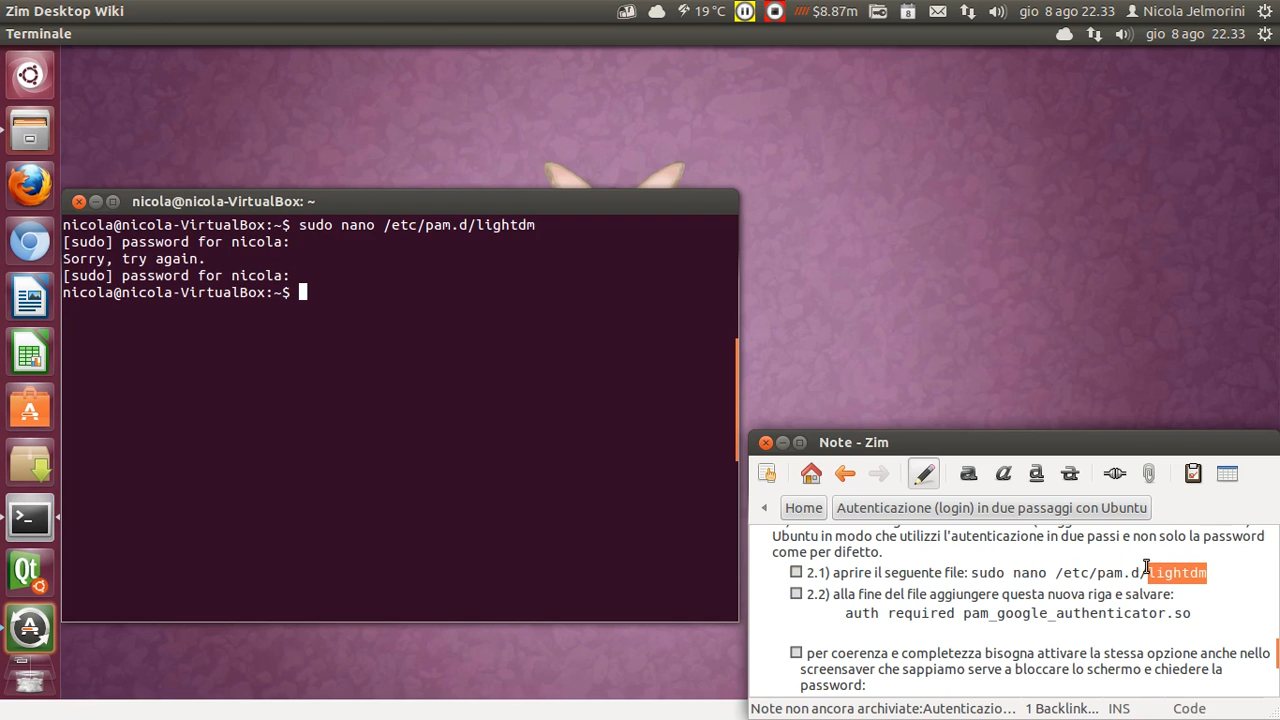 Zim Desktop Wiki
19 °C
$8.87m
8
gio 8 ago 22.33
Nicola Jelmorini
Terminale
gio 8 ago 22.33
nicola@nicola-VirtualBox: ~
nicola@nicola-VirtualBox:~$ sudo nano /etc/pam.d/lightdm
[sudo] password for nicola:
Sorry, try again.
[sudo] password for nicola:
nicola@nicola-VirtualBox:~$
Qt
Note - Zim
Home
Autenticazione (login) in due passaggi con Ubuntu
Ubuntu in modo che utilizzi l'autenticazione in due passi e non solo la password
come per difetto.
2.1) aprire il seguente file: sudo nano /etc/pam.d/lightdm
2.2) alla fine del file aggiungere questa nuova riga e salvare:
auth required pam_google_authenticator.so
per coerenza e completezza bisogna attivare la stessa opzione anche nello
screensaver che sappiamo serve a bloccare lo schermo e chiedere la
password:
Note non ancora archiviate:Autenticazio...
1 Backlink...
INS
Code